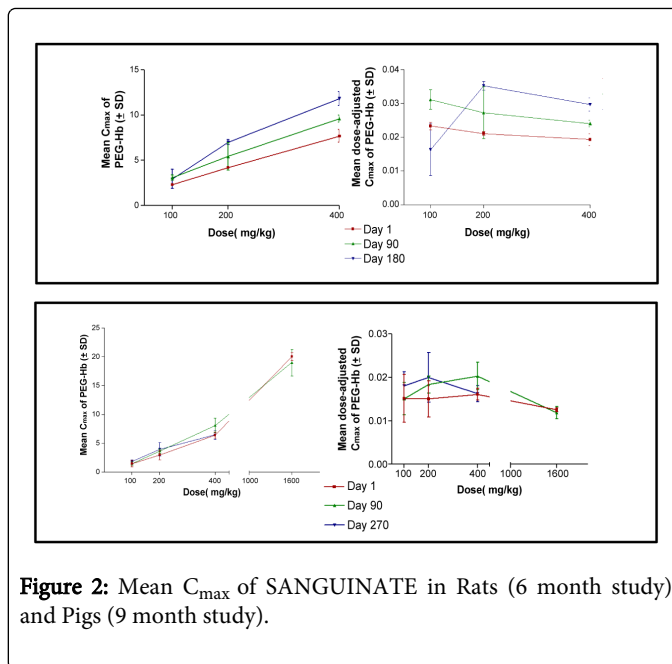 Mean Cmax of
PEG-Hb (± SD)
15
10
5
0
100
200
400
Dose( mg/kg)
Mean dose-adjusted
Cmax of PEG-Hb (± SD)
0.04
0.03
0.02
0.01
0.00
100
200
400
Dose( mg/kg)
Day 1
Day 90
Day 180
Mean Cmax of PEG-Hb (± SD)
25
20
15
10
5
0
100
200
400
1000
1600
Dose( mg/kg)
Mean dose-adjusted
Cmax of PEG-Hb (± SD)
0.03
0.02
0.01
0.00
100
200
400
1000
1600
Dose( mg/kg)
Day 1
Day 90
Day 270
Figure 2: Mean Cmax of SANGUINATE in Rats (6 month study)
and Pigs (9 month study).